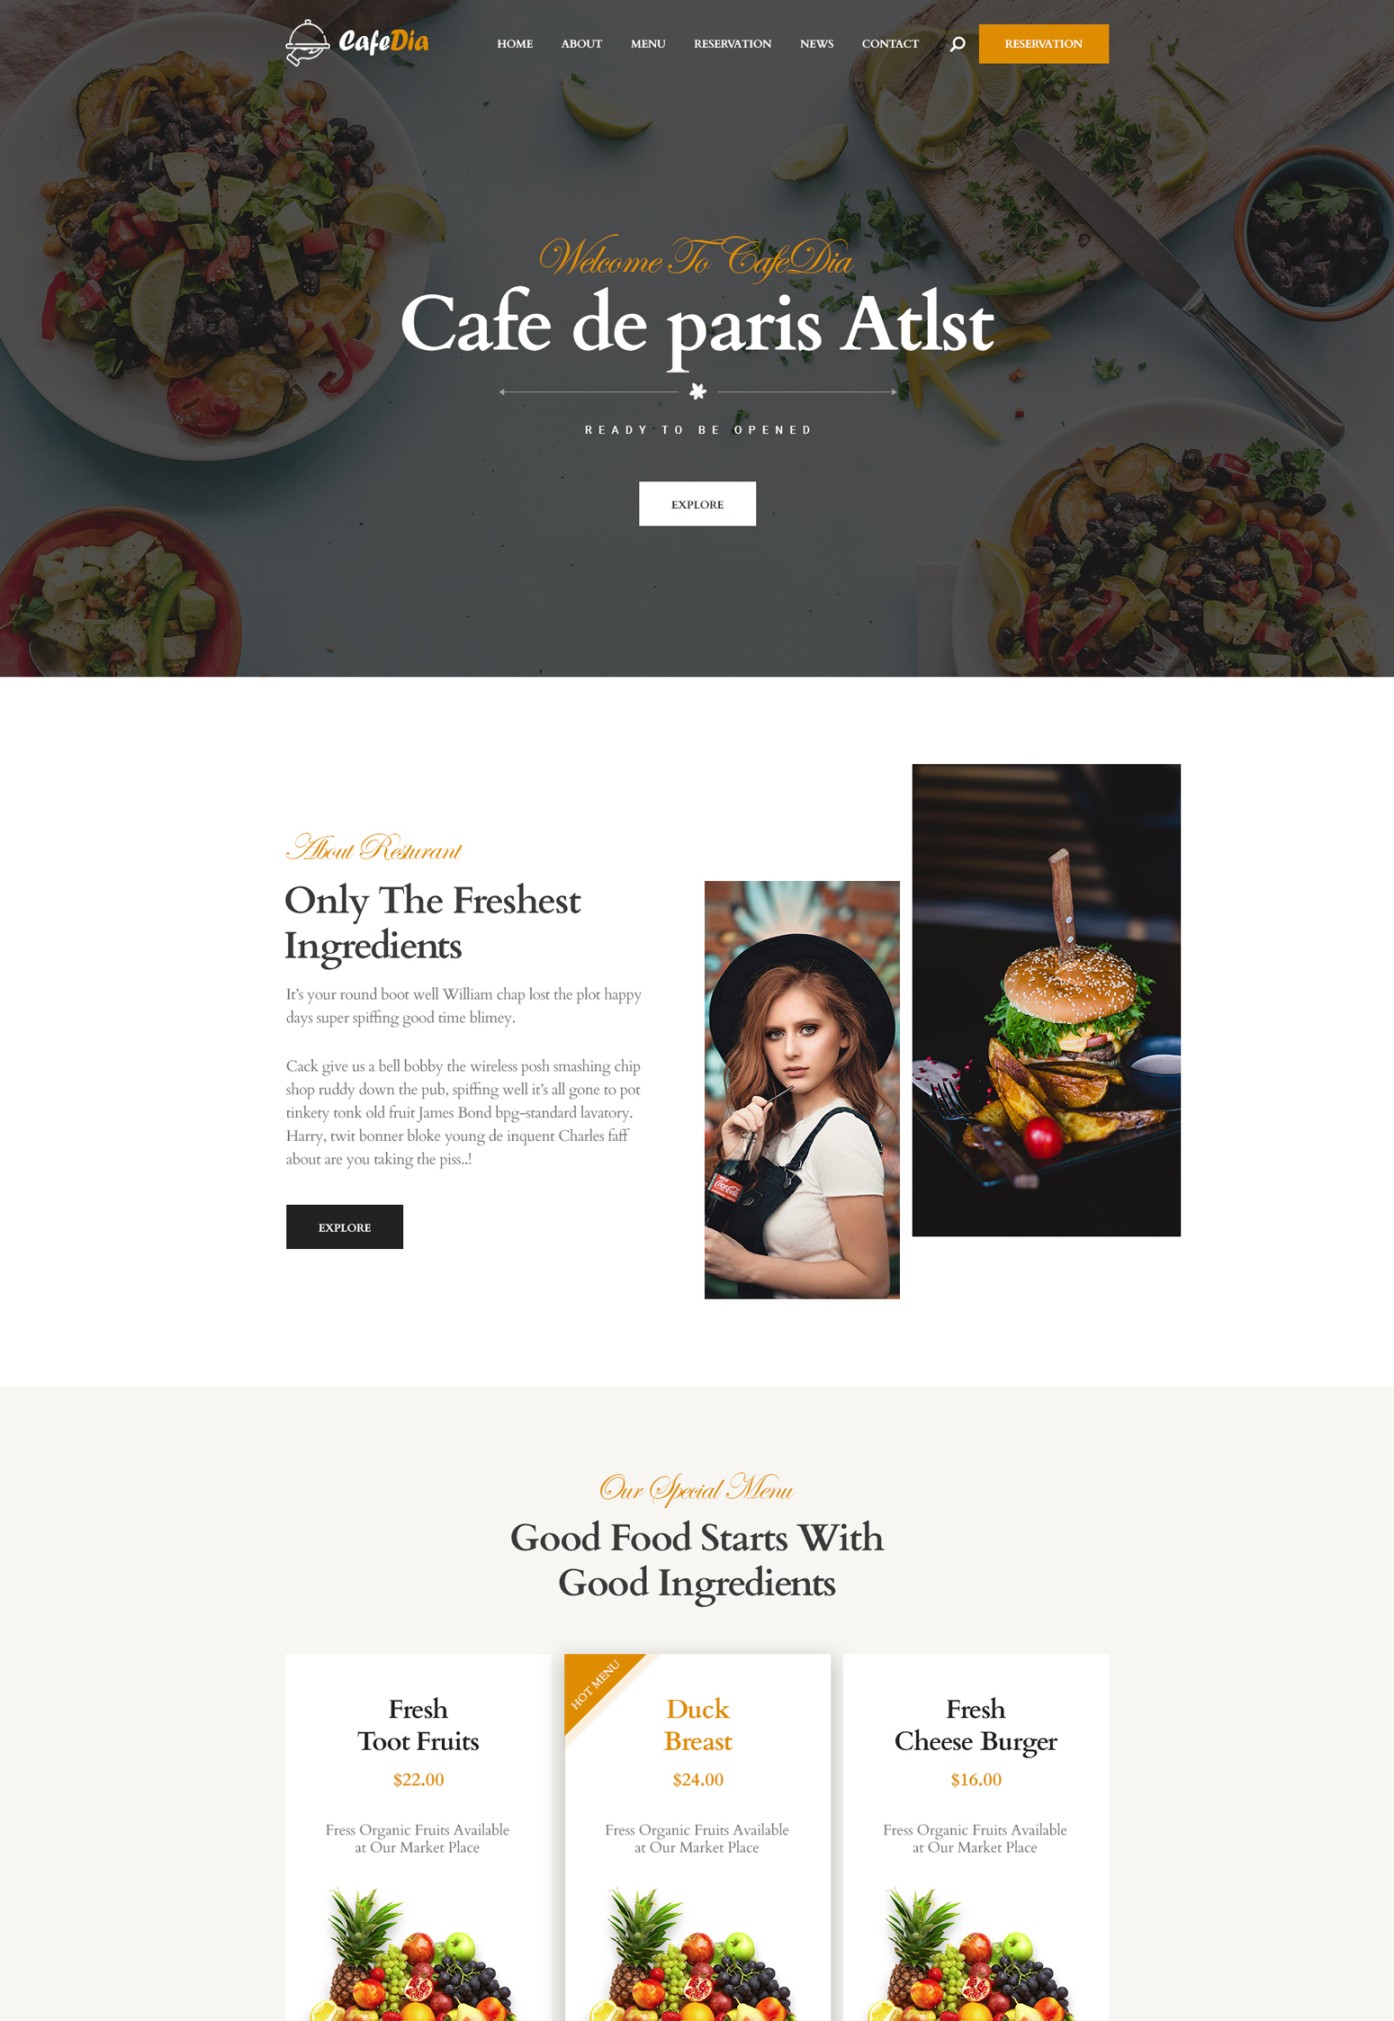 CafeDia
HOME ABOUT MENU RESERVATION NEWS CONTACT RESERVATION
Welcome To CafeDia
Cafe de paris Atlst
READY TO BE OPENED
EXPLORE
About Resturant
Only The Freshest
Ingredients
It's your round boot well William chap lost the plot happy
days super spiffing good time blimey.
Cack give us a bell bobby the wireless posh smashing chip
shop ruddy down the pub, spiffing well it's all gone to pot
tinkety tonk old fruit James Bond bpg-standard lavatory.
Harry, twit bonner bloke young de inquent Charles faff
about are you taking the piss..!
EXPLORE
Coca-Cola
Our Special Menu
Good Food Starts With
Good Ingredients
Fresh
Toot Fruits
$22.00
Fress Organic Fruits Available
at Our Market Place
HOT MENU
Duck
Breast
$24.00
Fress Organic Fruits Available
at Our Market Place
Fresh
Cheese Burger
$16.00
Fress Organic Fruits Available
at Our Market Place